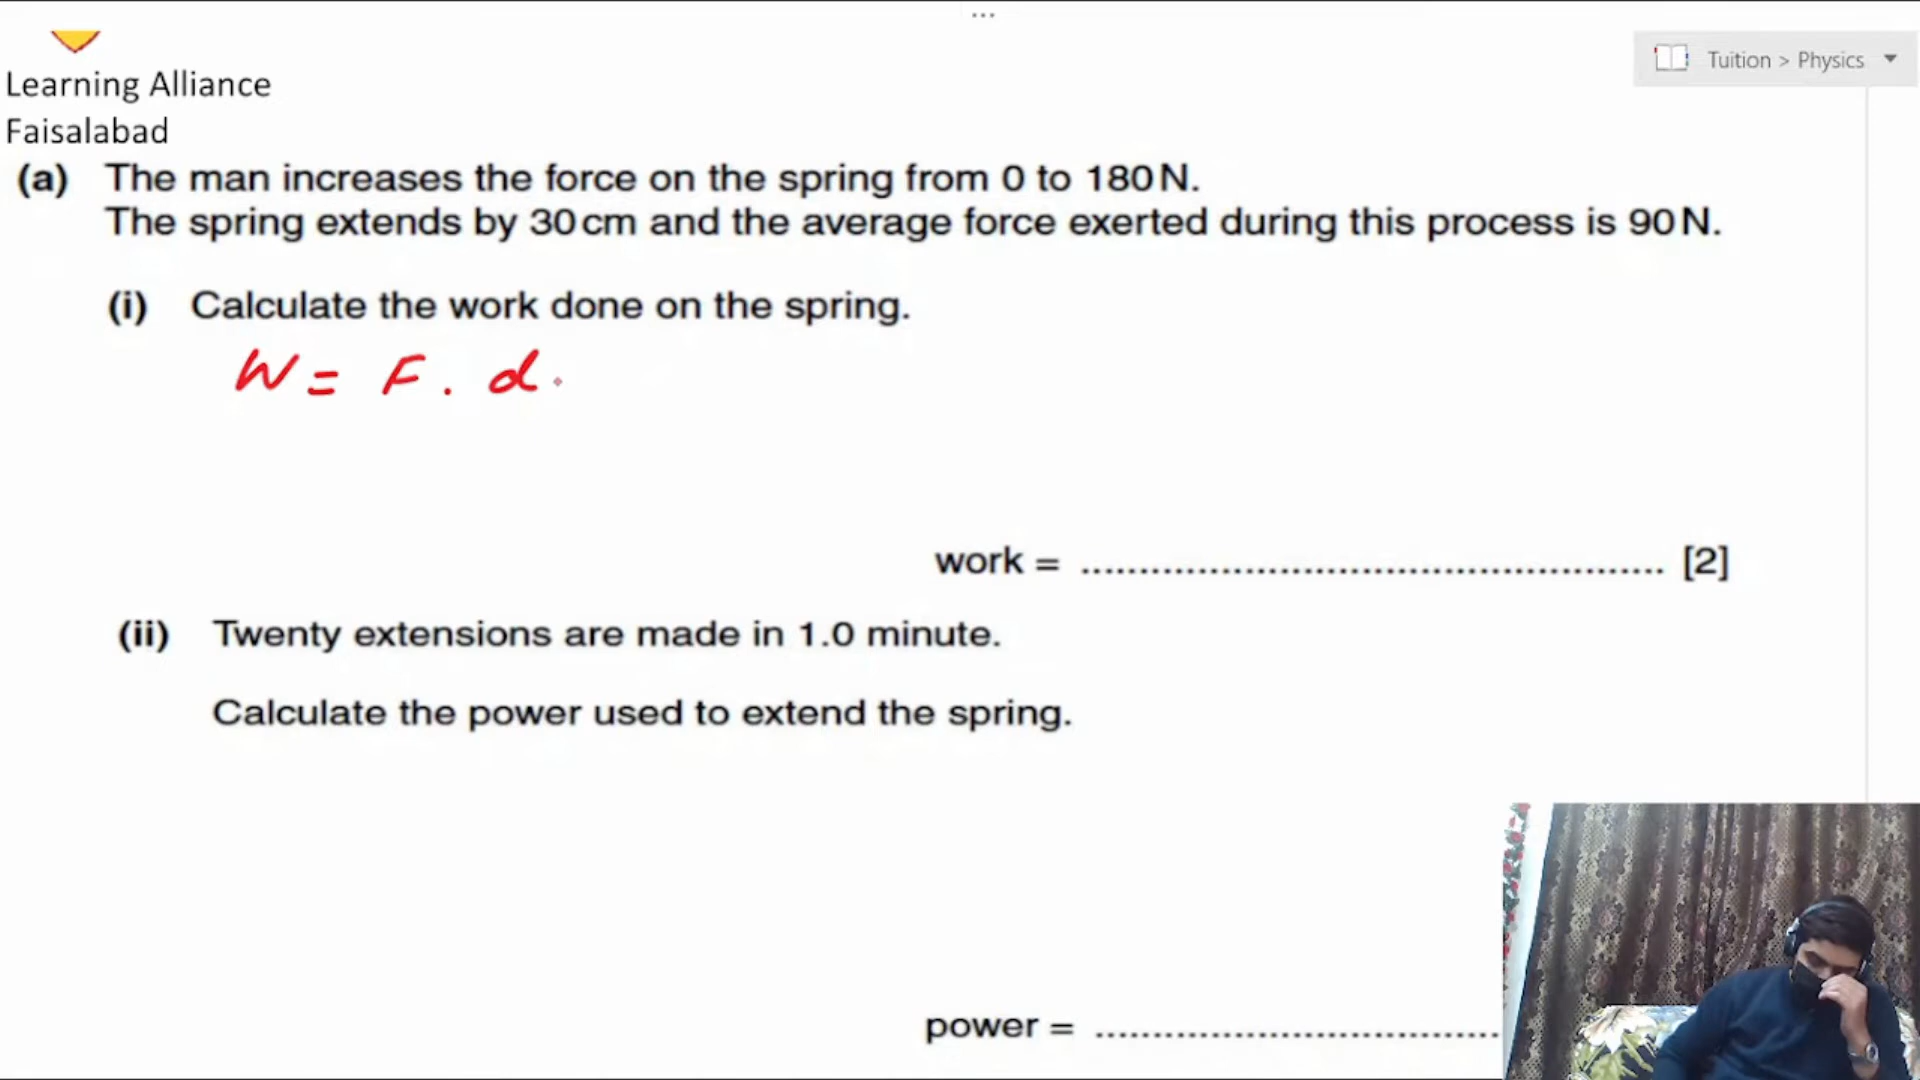 ...
Tuition > Physics
Learning Alliance
Faisalabad
(a) The man increases the force on the spring from 0 to 180 N.
The spring extends by 30 cm and the average force exerted during this process is 90 N.
(i) Calculate the work done on the spring.
W = F . d .
work = .................................................. [2]
(ii) Twenty extensions are made in 1.0 minute.
Calculate the power used to extend the spring.
power = ...................................